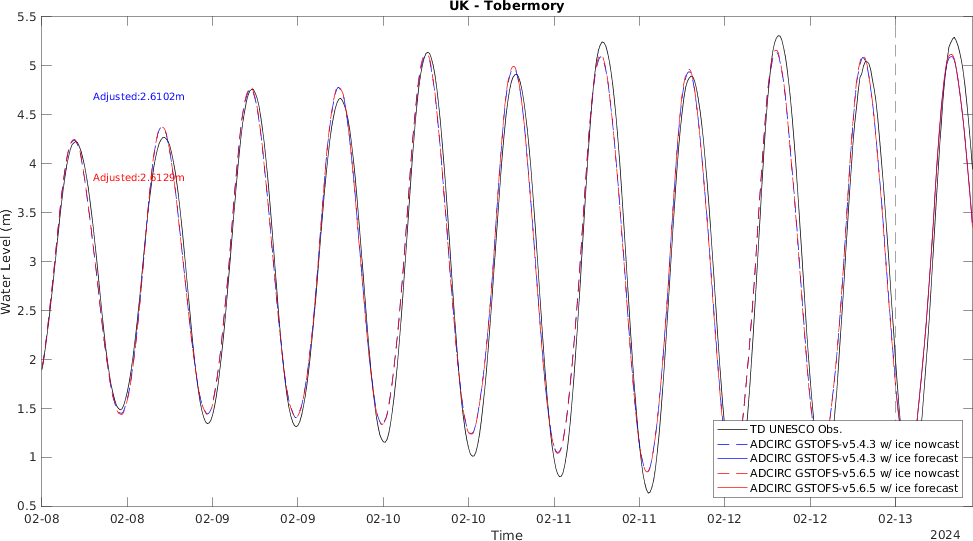 UK - Tobermory
5.5
5
4.5
4
3.5
3
2.5
2
1.5
1
0.5
Water Level (m)
Adjusted:2.6102m
Adjusted:2.6129m
TD UNESCO Obs.
ADCIRC GSTOFS-v5.4.3 w/ ice nowcast
ADCIRC GSTOFS-v5.4.3 w/ ice forecast
ADCIRC GSTOFS-v5.6.5 w/ ice nowcast
ADCIRC GSTOFS-v5.6.5 w/ ice forecast
02-08 02-08 02-09 02-09 02-10 02-10 02-11 02-11 02-12 02-12 02-13
Time
2024